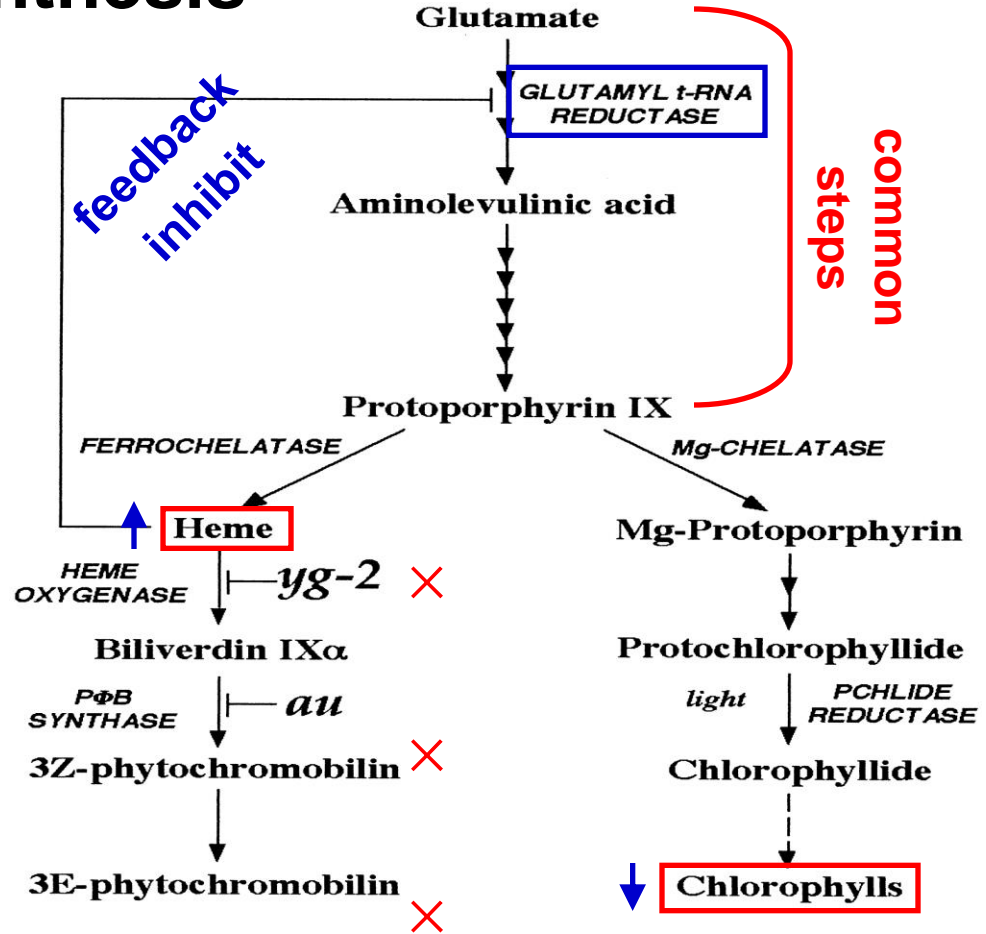 Glutamate
GLUTAMYL t-RNA
REDUCTASE
feedback
inhibit
common
steps
Aminolevulinic acid
Protoporphyrin IX
FERROCHELATASE
Mg-CHELATASE
Heme
Mg-Protoporphyrin
HEME
OXYGENASE
yg-2
Biliverdin IXα
Protochlorophyllide
PΦB
SYNTHASE
au
light
PCHLIDE
REDUCTASE
3Z-phytochromobilin
Chlorophyllide
3E-phytochromobilin
Chlorophylls